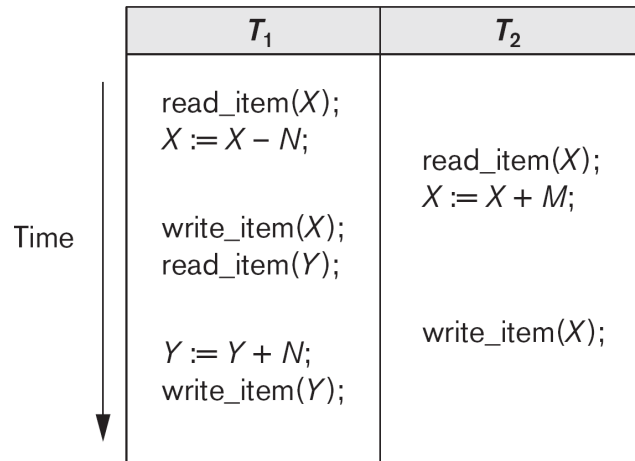 T₁ T₂
read_item(X);
X := X – N;
read_item(X);
X := X + M;
write_item(X);
read_item(Y);
Time
write_item(X);
Y := Y + N;
write_item(Y);